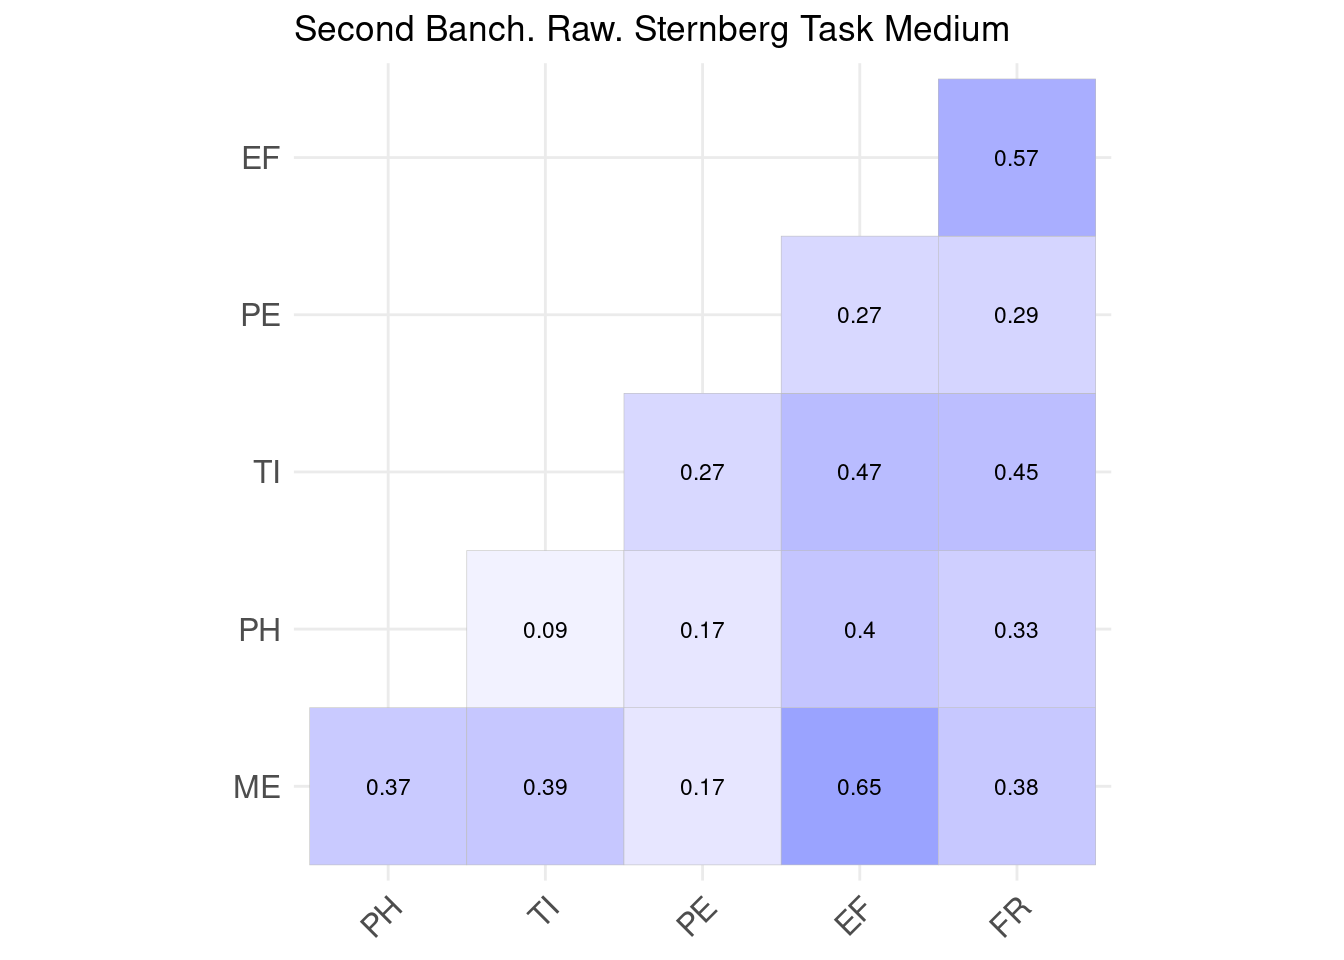 Second Banch. Raw. Sternberg Task Medium
EF 0.57
PE 0.27 0.29
TI 0.27 0.47 0.45
PH 0.09 0.17 0.4 0.33
ME 0.37 0.39 0.17 0.65 0.38
PH TI PE EF FR